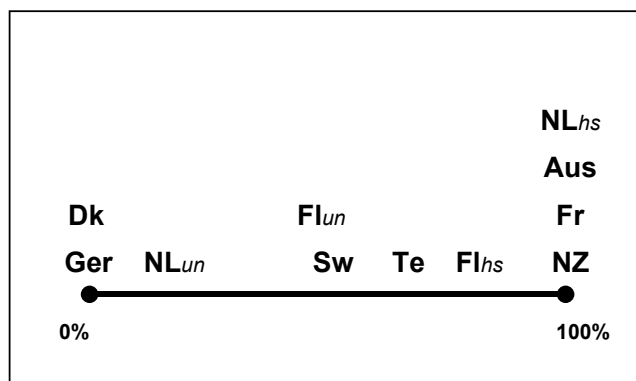 NLhs
Aus
Dk Flun Fr
Ger NLun Sw Te Flhs NZ
0% 100%